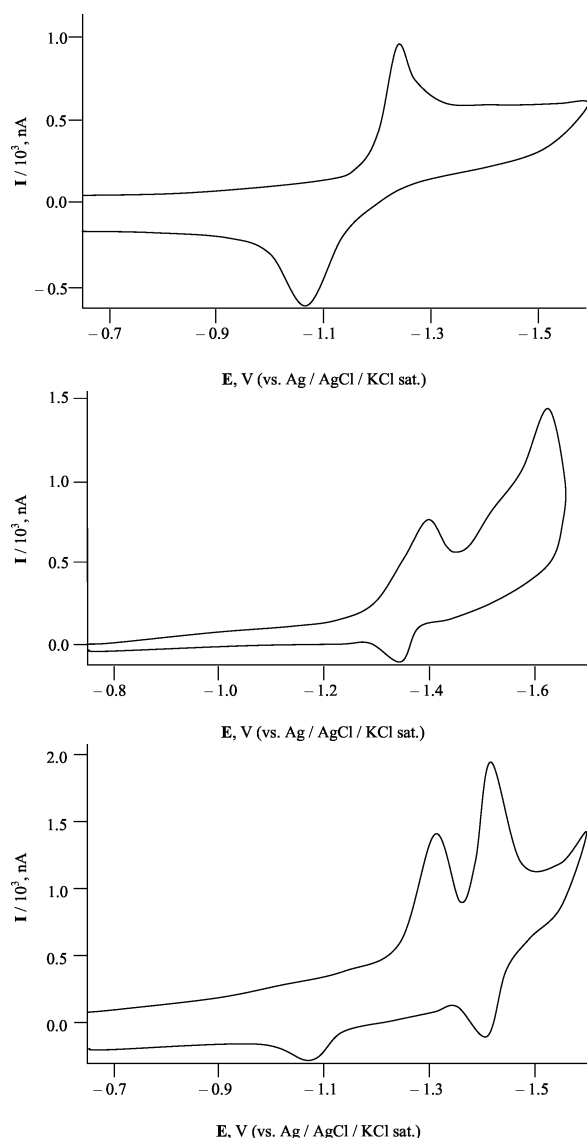 1.0
0.5
0.0
– 0.5
I / 10³, nA
– 0.7 – 0.9 – 1.1 – 1.3 – 1.5
E, V (vs. Ag / AgCl / KCl sat.)
1.5
1.0
0.5
0.0
I / 10³, nA
– 0.8 – 1.0 – 1.2 – 1.4 – 1.6
E, V (vs. Ag / AgCl / KCl sat.)
2.0
1.5
1.0
0.5
0.0
I / 10³, nA
– 0.7 – 0.9 – 1.1 – 1.3 – 1.5
E, V (vs. Ag / AgCl / KCl sat.)